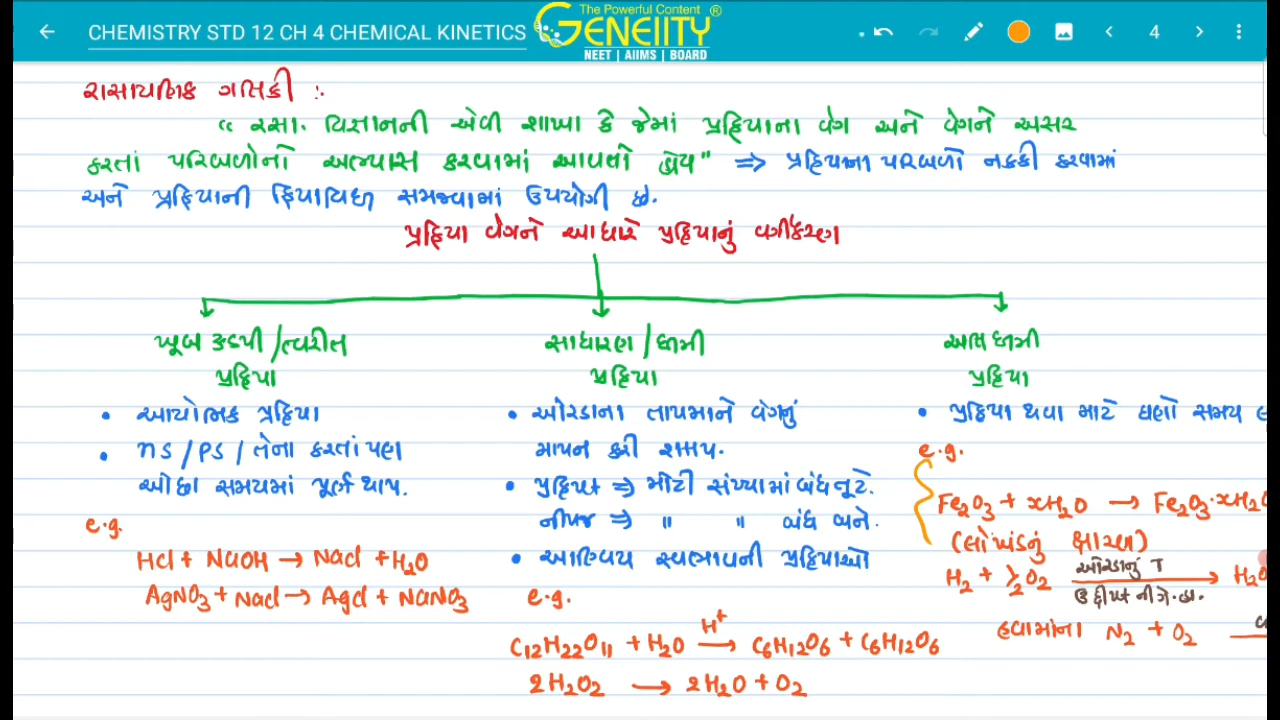 CHEMISTRY STD 12 CH 4 CHEMICAL KINETICS
The Powerful Content
GENEIITY ®
NEET | AIIMS | BOARD
4
રાસાયણિક ગતિકી :
“ રસા. વિજ્ઞાનની એવી શાખા કે જેમાં પ્રક્રિયાના વેગ અને વેગને અસર
કરતાં પરિબળોનો અભ્યાસ કરવામાં આવતો હોય" ⇒ પ્રક્રિયાના પરિબળો નક્કી કરવામાં
અને પ્રક્રિયાની ક્રિયાવિધિ સમજવામાં ઉપયોગી છે.
પ્રક્રિયા વેગને આધારે પ્રક્રિયાનું વર્ગીકરણ
ખૂબ ઝડપી/ત્વરીત
પ્રક્રિયા
• આયોનિક પ્રક્રિયા
• ns/ps/તેના કરતાં પણ
ઓછા સમયમાં પૂર્ણ થાય.
e.g.
HCl + NaOH → NaCl + H₂O
AgNO₃ + NaCl → AgCl + NaNO₃
સાધારણ/ધીમી
પ્રક્રિયા
• ઓરડાના તાપમાને વેગનું
માપન કરી શકાય.
• પ્રક્રિયક ⇒ મોટી સંખ્યામાં બંધ તૂટે.
નીપજ ⇒ " " બંધ બને.
• આણ્વિય સ્વભાવની પ્રક્રિયાઓ
e.g.
C₁₂H₂₂O₁₁ + H₂O H⁺ → C₆H₁₂O₆ + C₆H₁₂O₆
2H₂O₂ → 2H₂O + O₂
અતિ ધીમી
પ્રક્રિયા
• પ્રક્રિયા થવા માટે ઘણો સમય
e.g.
Fe₂O₃ + xH₂O → Fe₂O₃·xH₂O
(લોખંડનું ક્ષારણ)
H₂ + ½O₂ ઓરડાનું T → H₂O
ઉદ્દીપકની ગે.હા.
હવામાંના N₂ + O₂